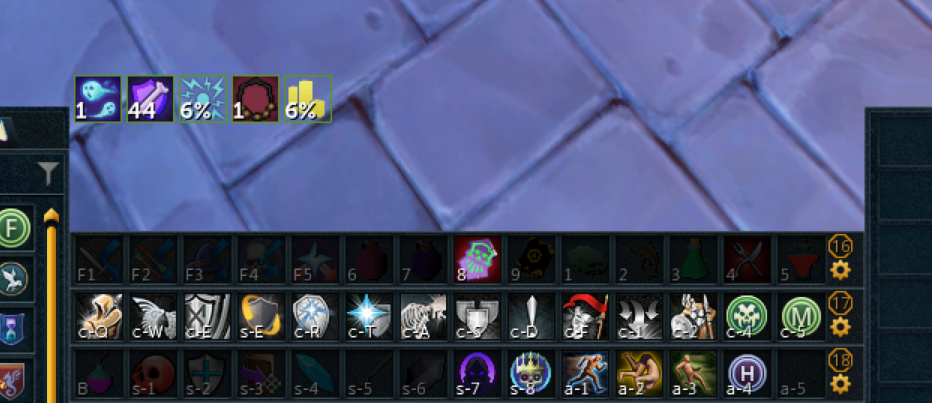 1 44 6% 1 6%
F
F1 F2 F3 F4 F5 6 7 8 9 1 2 3 4 5 16
c-Q c-W c-E s-E c-R c-T c-A c-S c-D c-F c-1 c-2 c-4 c-5 17
M
B s-1 s-2 s-3 s-4 s-5 s-6 s-7 s-8 a-1 a-2 a-3 a-4 a-5 18
H